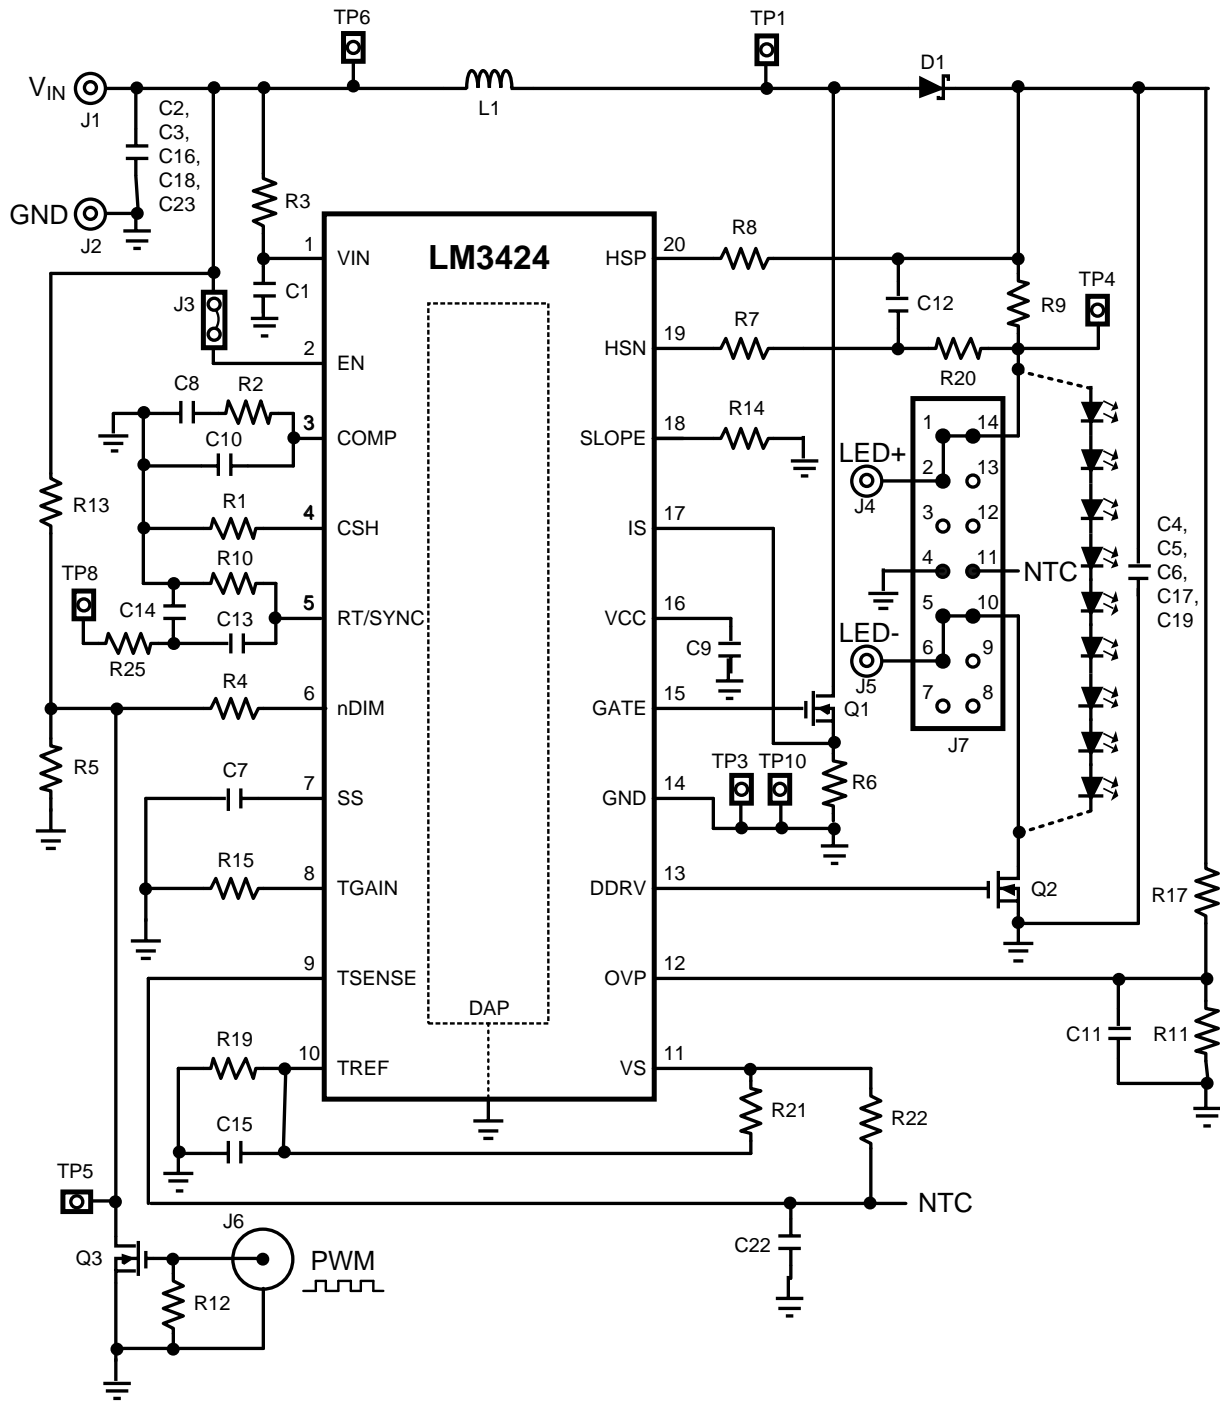 TP6
TP1
D1
VIN
J1
C2,
C3,
C16,
C18,
C23
L1
GND
J2
R3
C1
J3
LM3424
1 VIN
2 EN
3 COMP
4 CSH
5 RT/SYNC
6 nDIM
7 SS
8 TGAIN
9 TSENSE
10 TREF
HSP 20
HSN 19
SLOPE 18
IS 17
VCC 16
GATE 15
GND 14
DDRV 13
OVP 12
VS 11
DAP
R8
R7
R14
C12
R9
TP4
R20
C8
R2
C10
R1
R10
R13
TP8
C14
C13
R25
R4
R5
C7
R15
R19
C15
C9
Q1
R6
TP3
TP10
LED+
J4
LED-
J5
1 14
2 13
3 12
4 11
5 10
6 9
7 8
J7
NTC
C4,
C5,
C6,
C17,
C19
Q2
R17
C11
R11
R21
R22
NTC
C22
TP5
Q3
J6
R12
PWM